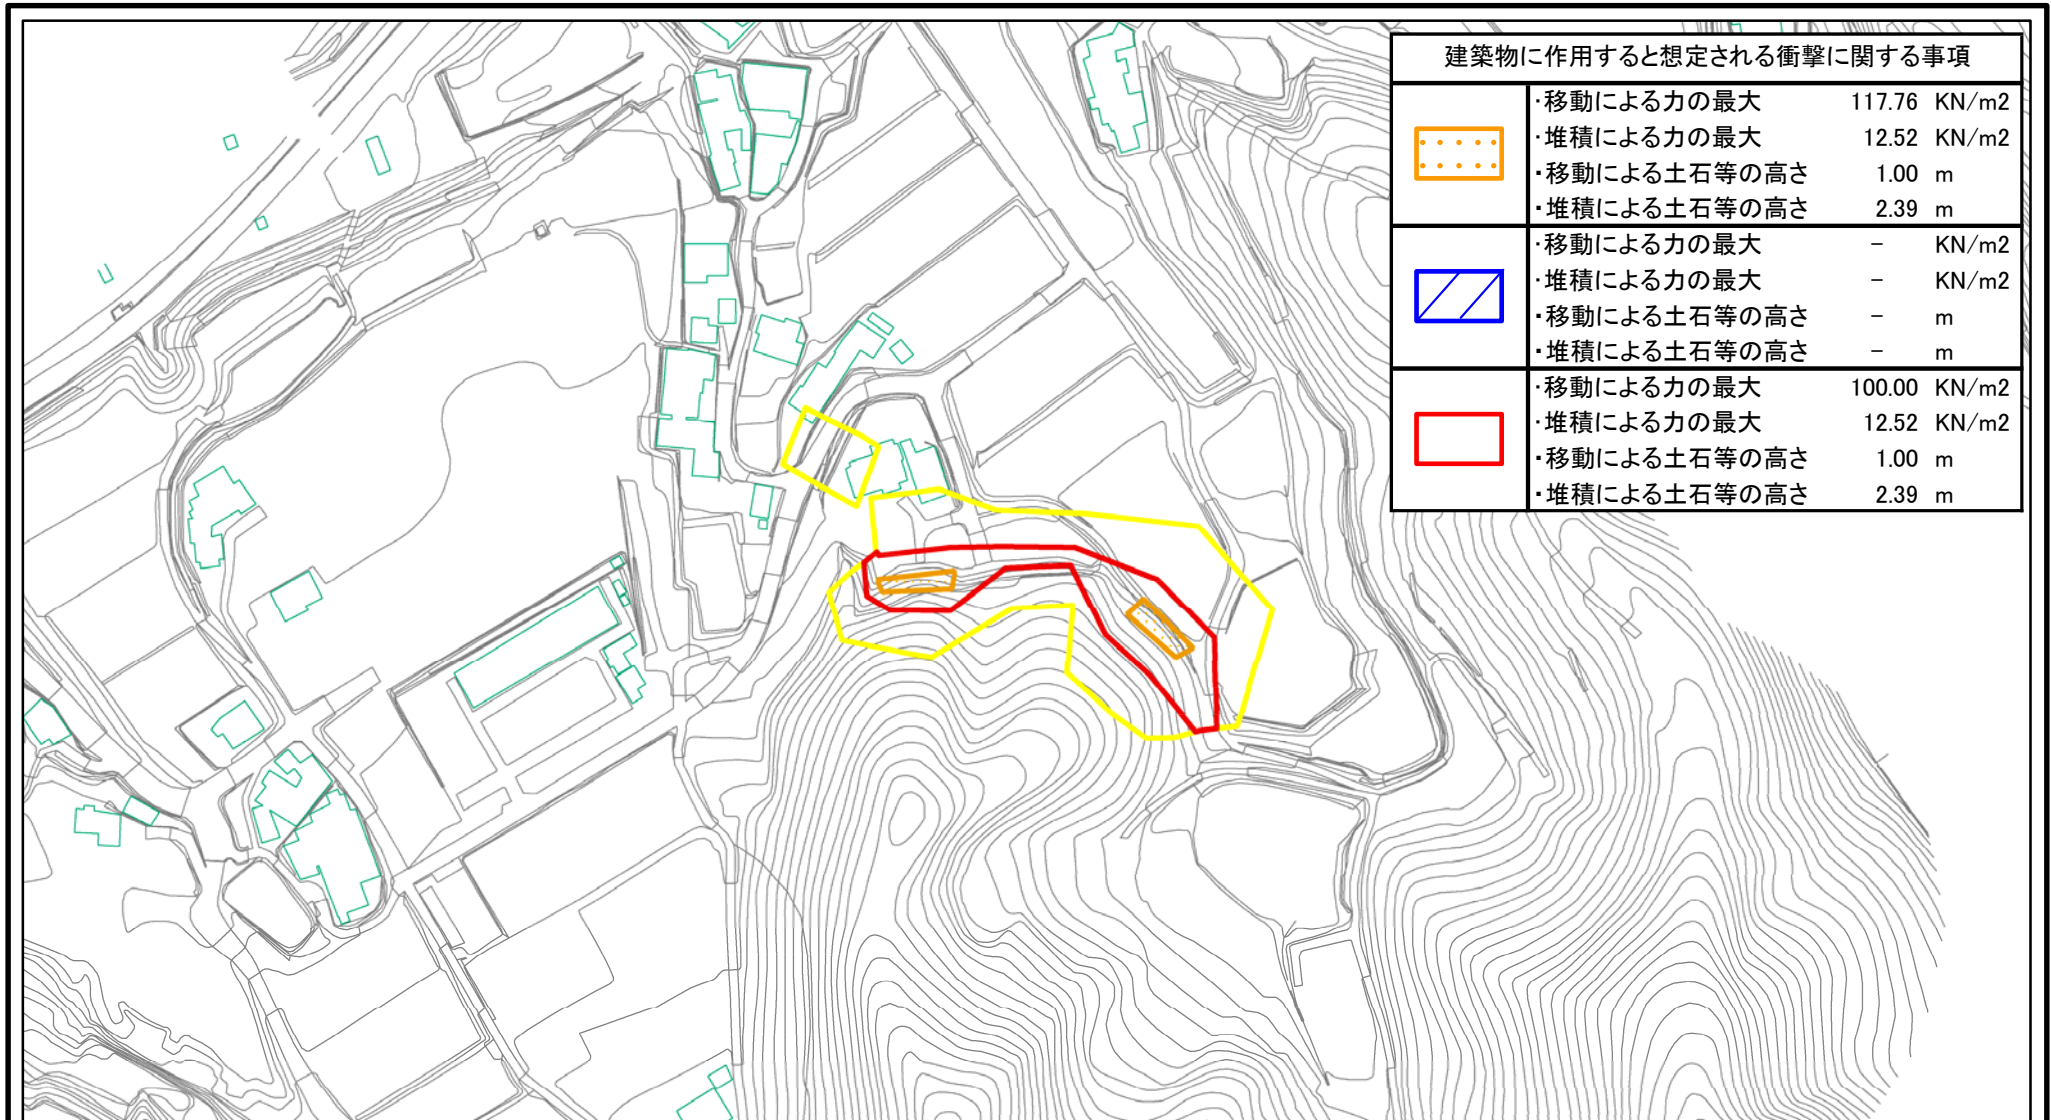 建築物に作用すると想定される衝撃に関する事項
・移動による力の最大 117.76 KN/m2
・堆積による力の最大 12.52 KN/m2
・移動による土石等の高さ 1.00 m
・堆積による土石等の高さ 2.39 m
・移動による力の最大 － KN/m2
・堆積による力の最大 － KN/m2
・移動による土石等の高さ － m
・堆積による土石等の高さ － m
・移動による力の最大 100.00 KN/m2
・堆積による力の最大 12.52 KN/m2
・移動による土石等の高さ 1.00 m
・堆積による土石等の高さ 2.39 m